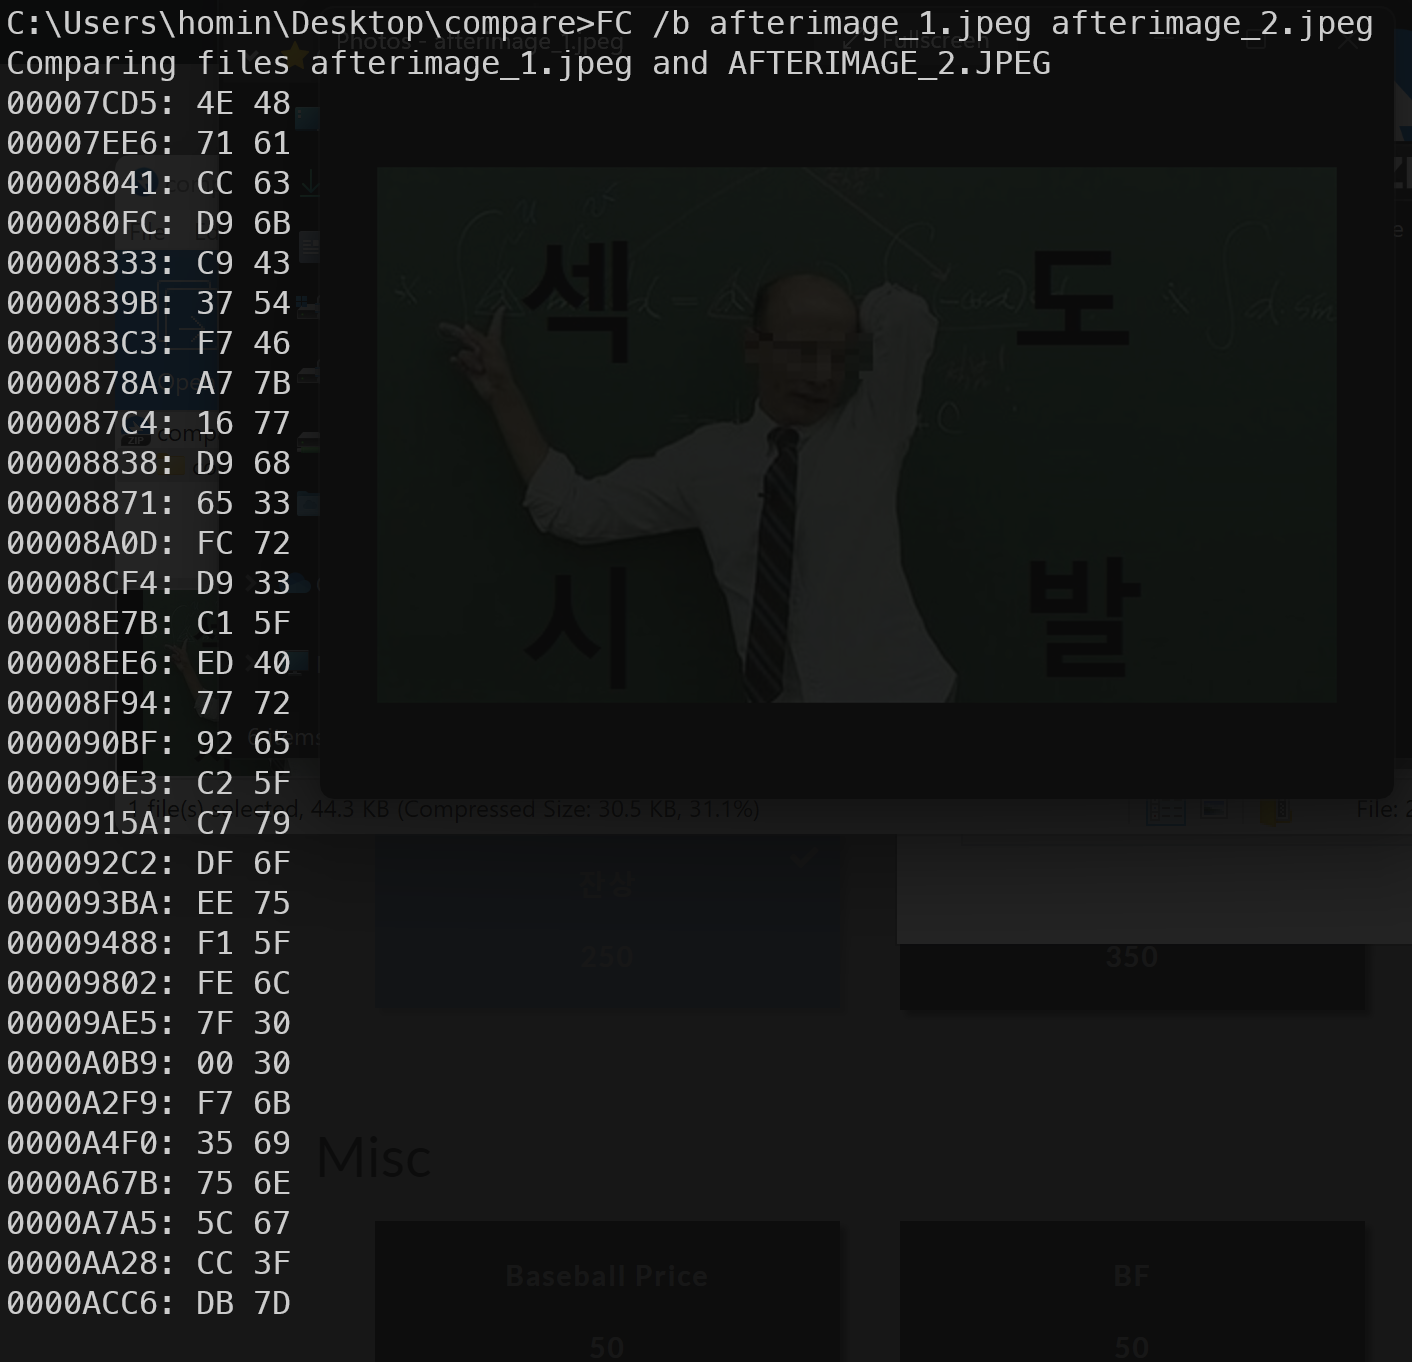 C:\Users\homin\Desktop\compare>FC /b afterimage_1.jpeg afterimage_2.jpeg
Photos - afterimage_1.jpeg
Fullscreen
Comparing files afterimage_1.jpeg and AFTERIMAGE_2.JPEG
00007CD5: 4E 48
00007EE6: 71 61
00008041: CC 63
000080FC: D9 6B
00008333: C9 43
0000839B: 37 54
000083C3: F7 46
0000878A: A7 7B
000087C4: 16 77
00008838: D9 68
00008871: 65 33
00008A0D: FC 72
00008CF4: D9 33
00008E7B: C1 5F
00008EE6: ED 40
00008F94: 77 72
000090BF: 92 65
000090E3: C2 5F
0000915A: C7 79
000092C2: DF 6F
000093BA: EE 75
00009488: F1 5F
00009802: FE 6C
00009AE5: 7F 30
0000A0B9: 00 30
0000A2F9: F7 6B
0000A4F0: 35 69
0000A67B: 75 6E
0000A7A5: 5C 67
0000AA28: CC 3F
0000ACC6: DB 7D
섹 도
시 발
1 file(s) selected, 44.3 KB (Compressed Size: 30.5 KB, 31.1%)
File: 2
250
350
Misc
Baseball Price
BF
50
50